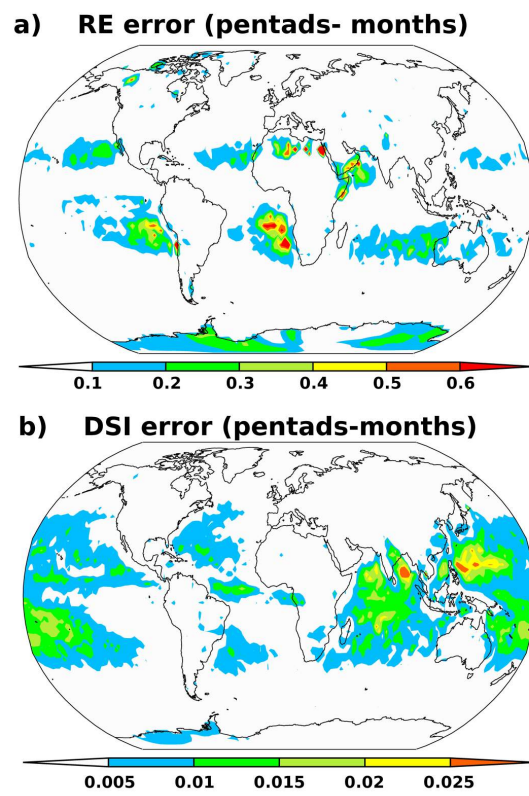 a) RE error (pentads- months)
0.1 0.2 0.3 0.4 0.5 0.6
b) DSI error (pentads-months)
0.005 0.01 0.015 0.02 0.025